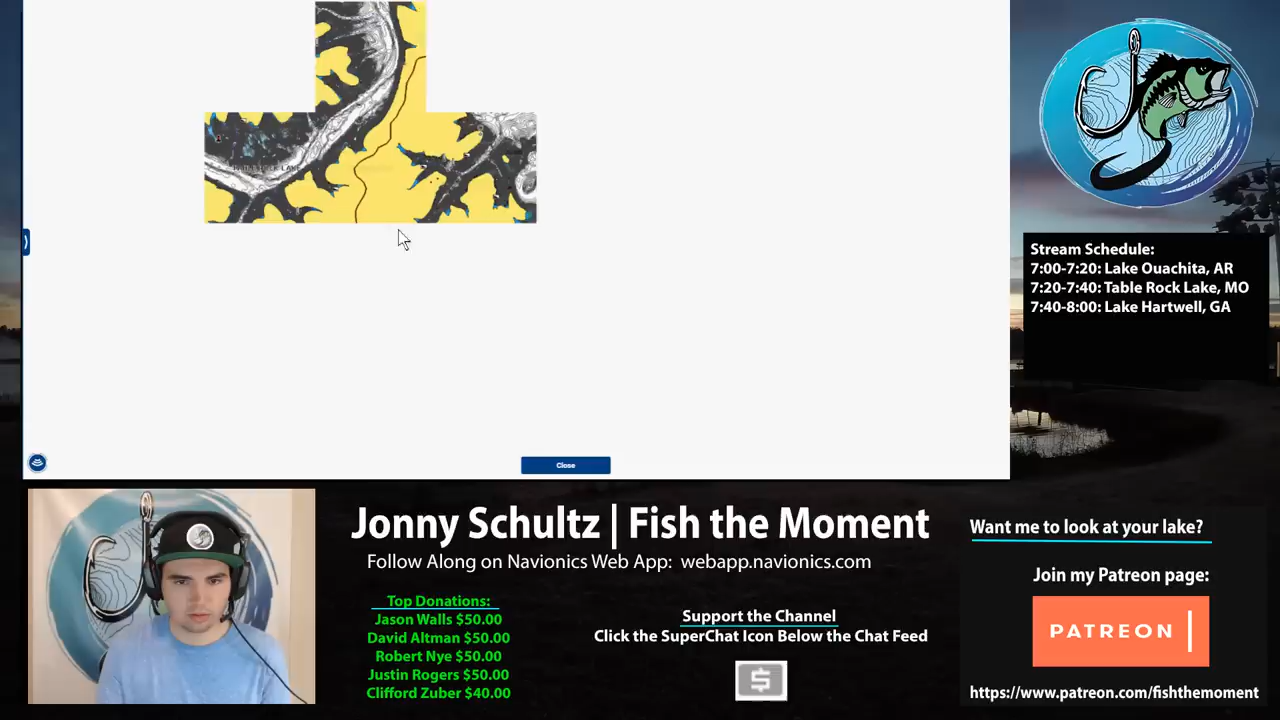 Stream Schedule:
7:00-7:20: Lake Ouachita, AR
7:20-7:40: Table Rock Lake, MO
7:40-8:00: Lake Hartwell, GA
Close
Jonny Schultz | Fish the Moment
Follow Along on Navionics Web App: webapp.navionics.com
Top Donations:
Jason Walls $50.00
David Altman $50.00
Robert Nye $50.00
Justin Rogers $50.00
Clifford Zuber $40.00
Support the Channel
Click the SuperChat Icon Below the Chat Feed
$
Want me to look at your lake?
Join my Patreon page:
PATREON
https://www.patreon.com/fishthemoment